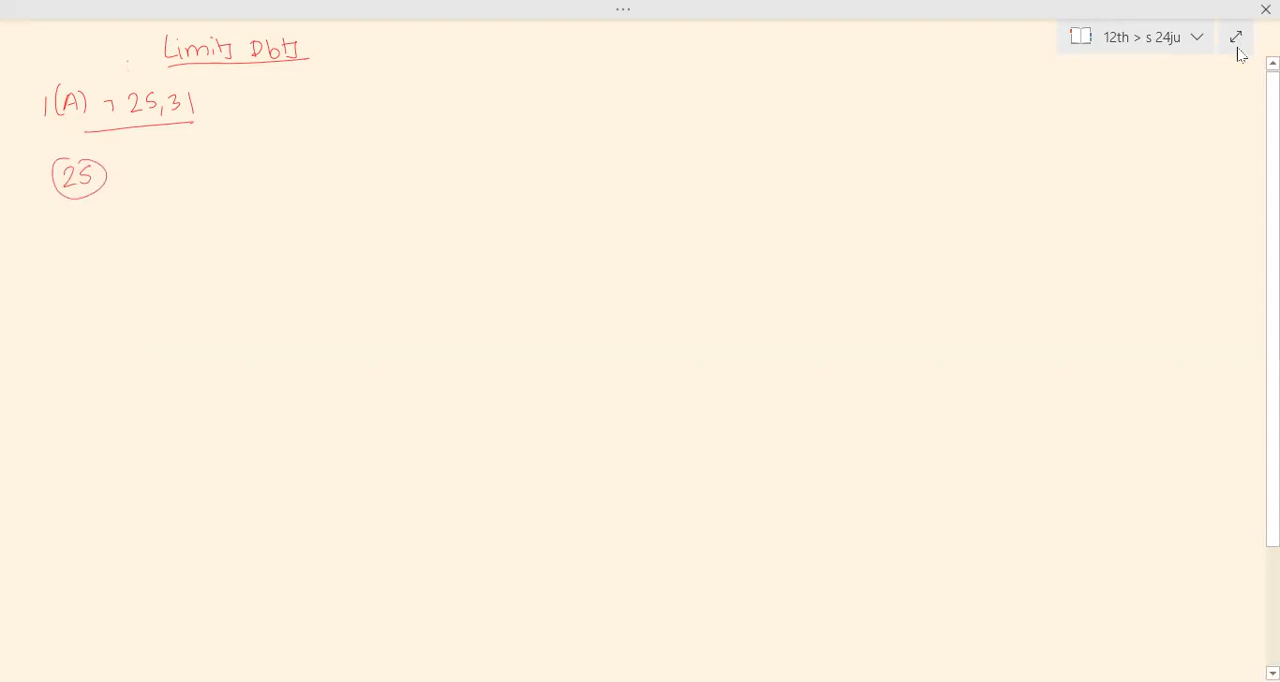 12th > s 24ju
Limits Dbts
1(A) → 25,31
25